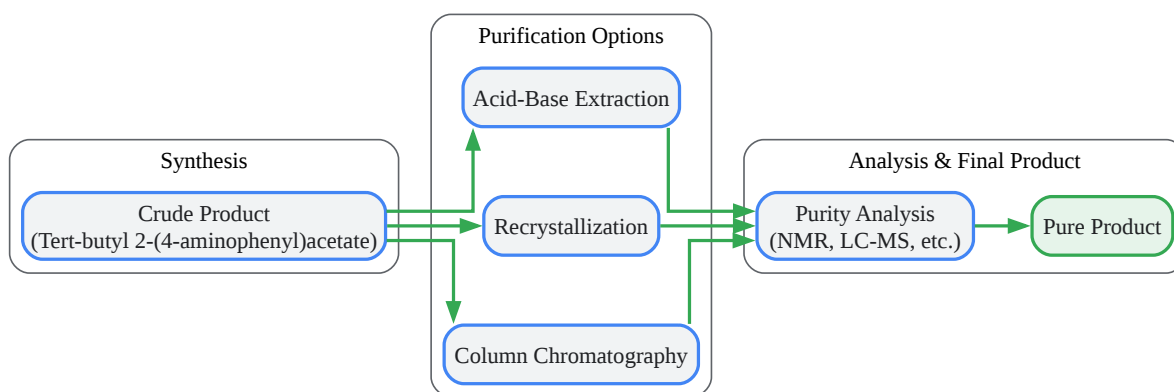 Synthesis
Crude Product
(Tert-butyl 2-(4-aminophenyl)acetate)
Purification Options
Acid-Base Extraction
Recrystallization
Column Chromatography
Analysis & Final Product
Purity Analysis
(NMR, LC-MS, etc.)
Pure Product